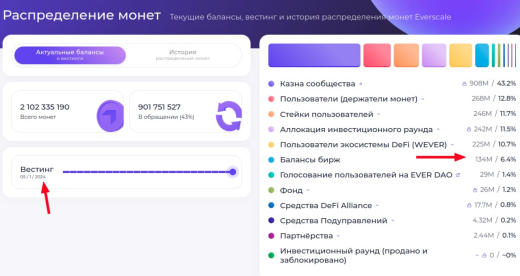 Распределение монет Текущие балансы, вестинг и история распределения монет Everscale
Актуальные балансы
и вестинга
История
распределения монет
2 102 335 190
Всего монет
901 751 527
В обращении (43%)
Вестинг
05 / 1 / 2024
Казна сообщества 908M / 43.2%
Пользователи (держатели монет) 268M / 12.8%
Стейки пользователей 246M / 11.7%
Аллокация инвестиционного раунда 242M / 11.5%
Пользователи экосистемы DeFi (WEVER) 225M / 10.7%
Балансы бирж 134M / 6.4%
Голосование пользователей на EVER DAO 29M / 1.4%
Фонд 26M / 1.2%
Средства DeFi Alliance 17.7M / 0.8%
Средства Подуправлений 4.32M / 0.2%
Партнёрства 2.44M / 0.1%
Инвестиционный раунд (продано и
заблокировано) ~ 0 / ~0%